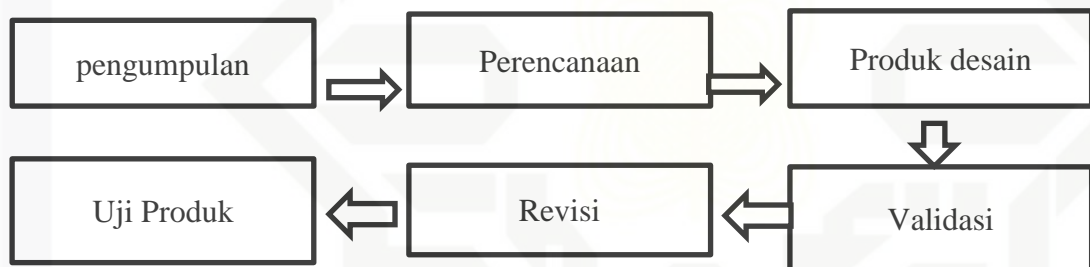 pengumpulan
Perencanaan
Produk desain
Uji Produk
Revisi
Validasi